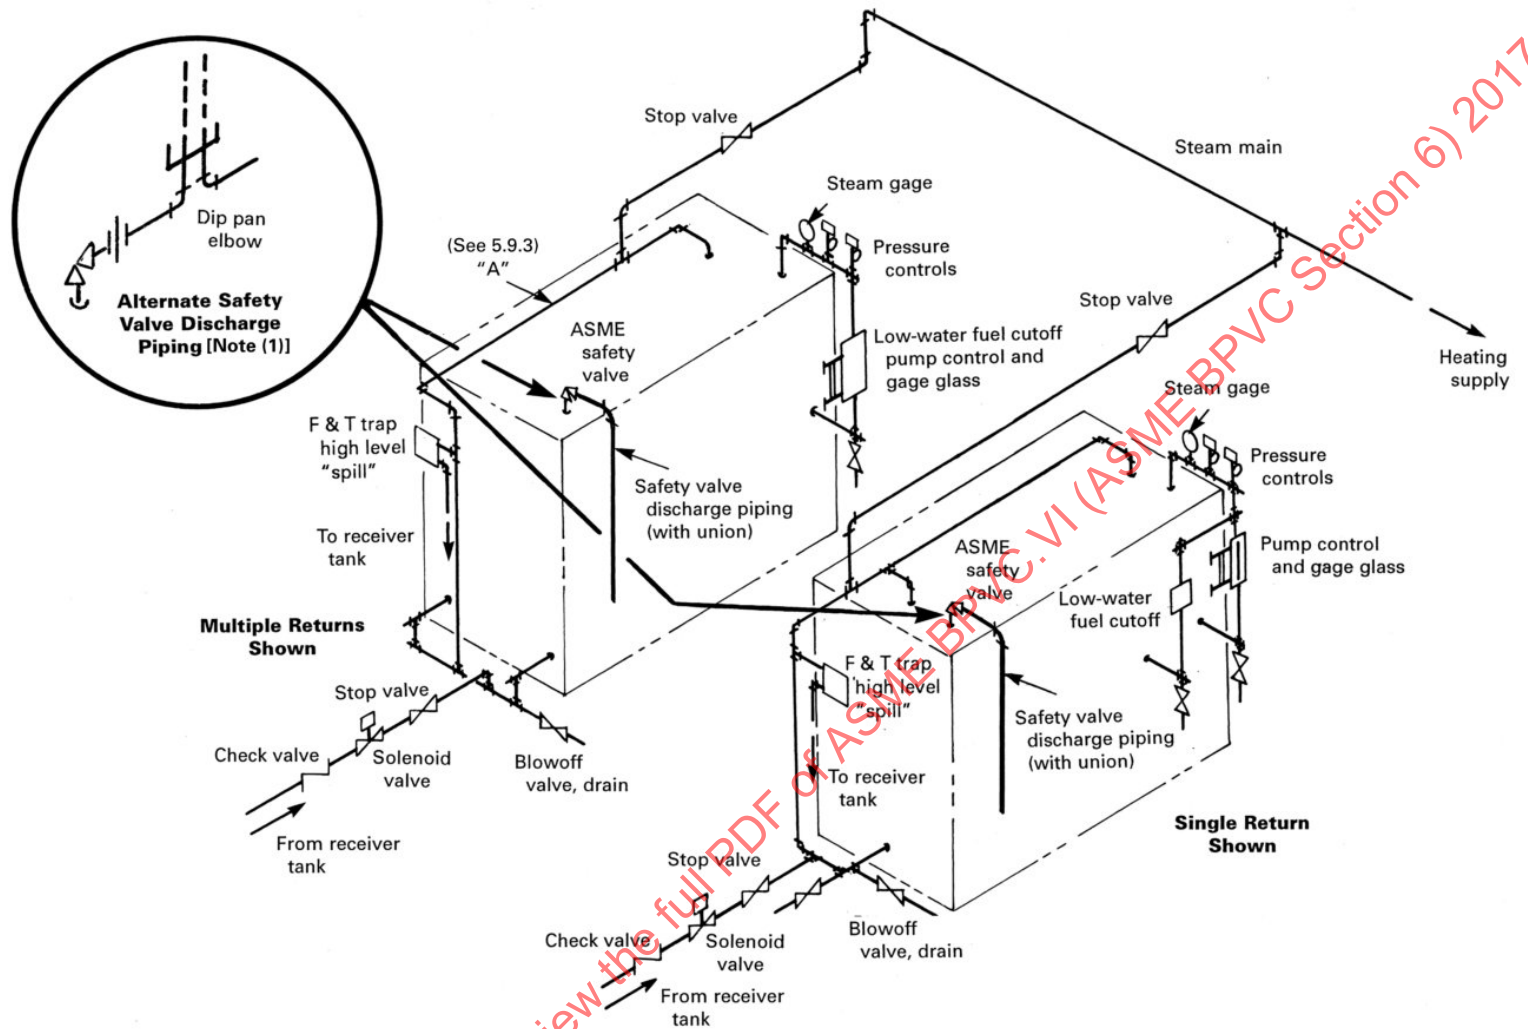 Stop valve
Steam main
Steam gage
Dip pan
elbow
(See 5.9.3)
"A"
Pressure
controls
Alternate Safety
Valve Discharge
Piping [Note (1)]
Stop valve
ASME
safety
valve
Low-water fuel cutoff
pump control and
gage glass
Heating
supply
Steam gage
F & T trap
high level
"spill"
Pressure
controls
Safety valve
discharge piping
(with union)
To receiver
tank
ASME
safety
valve
Pump control
and gage glass
Low-water
fuel cutoff
Multiple Returns
Shown
F & T trap
high level
"spill"
Stop valve
Safety valve
discharge piping
(with union)
Check valve
Solenoid
valve
Blowoff
valve, drain
To receiver
tank
Single Return
Shown
From receiver
tank
Stop valve
Check valve
Solenoid
valve
Blowoff
valve, drain
From receiver
tank
iew the full PDF of ASME BPVC.VI (ASME BPVC Section 6) 2017